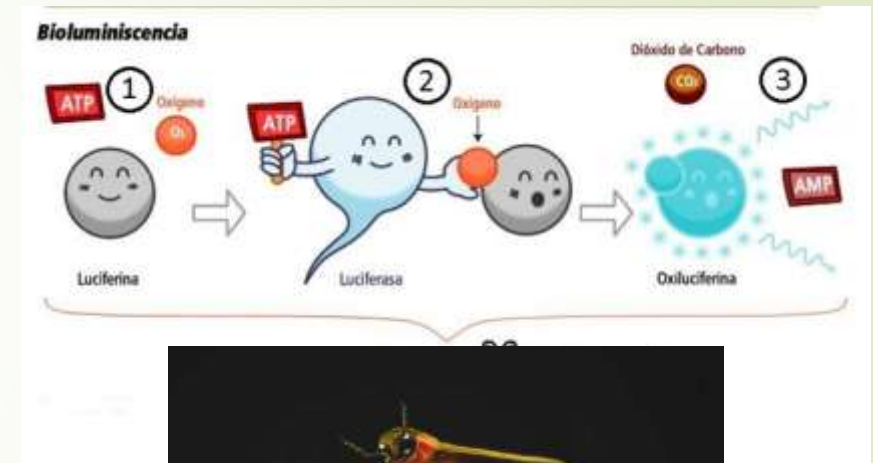 Bioluminiscencia
ATP
1
Oxígeno
O₂
Luciferina
2
ATP
Oxígeno
Luciferasa
Dióxido de Carbono
CO₂
3
AMP
Oxiluciferina